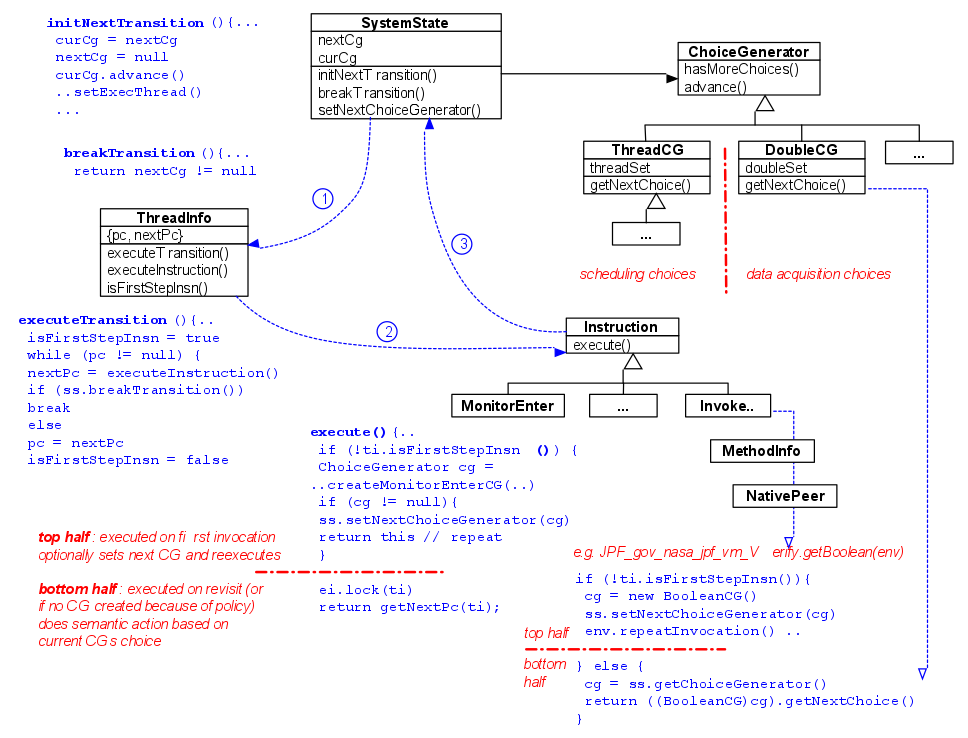 initNextTransition (){...
curCg = nextCg
nextCg = null
curCg.advance()
..setExecThread()
...
breakTransition (){...
return nextCg != null
SystemState
nextCg
curCg
initNextT ransition()
breakTransition()
setNextChoiceGenerator()
ChoiceGenerator
hasMoreChoices()
advance()
ThreadCG
threadSet
getNextChoice()
...
DoubleCG
doubleSet
getNextChoice()
...
scheduling choices
data acquisition choices
1
3
2
ThreadInfo
{pc, nextPc}
executeT ransition()
executeInstruction()
isFirstStepInsn()
executeTransition (){..
isFirstStepInsn = true
while (pc != null) {
nextPc = executeInstruction()
if (ss.breakTransition())
break
else
pc = nextPc
isFirstStepInsn = false
Instruction
execute()
MonitorEnter
...
Invoke..
MethodInfo
NativePeer
execute(){..
if (!ti.isFirstStepInsn ()) {
ChoiceGenerator cg =
..createMonitorEnterCG(..)
if (cg != null){
ss.setNextChoiceGenerator(cg)
return this // repeat
}
ei.lock(ti)
return getNextPc(ti);
top half : executed on fi rst invocation
optionally sets next CG and reexecutes
bottom half : executed on revisit (or
if no CG created because of policy)
does semantic action based on
current CGs choice
e.g. JPF_gov_nasa_jpf_vm_V erify.getBoolean(env)
if (!ti.isFirstStepInsn()){
cg = new BooleanCG()
ss.setNextChoiceGenerator(cg)
env.repeatInvocation() ..
top half
bottom
half
} else {
cg = ss.getChoiceGenerator()
return ((BooleanCG)cg).getNextChoice()
}